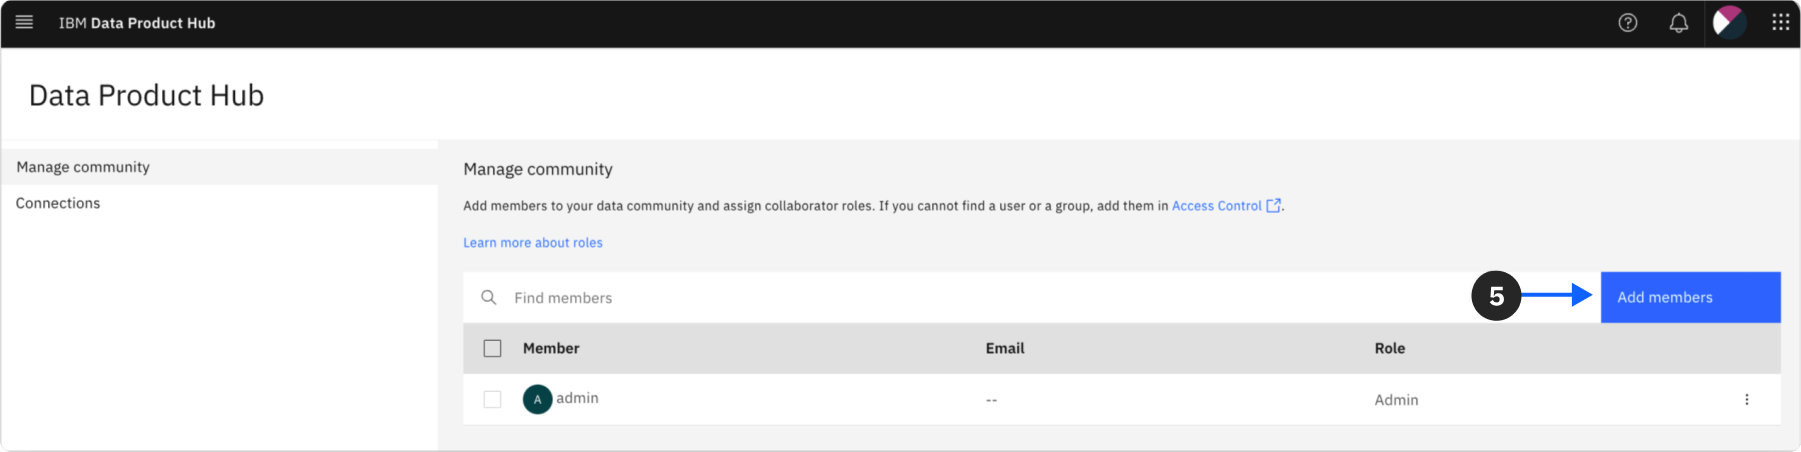 IBM Data Product Hub
Data Product Hub
Manage community
Connections
Manage community
Add members to your data community and assign collaborator roles. If you cannot find a user or a group, add them in Access Control.
Learn more about roles
Find members
5
Add members
Member Email Role
A admin -- Admin